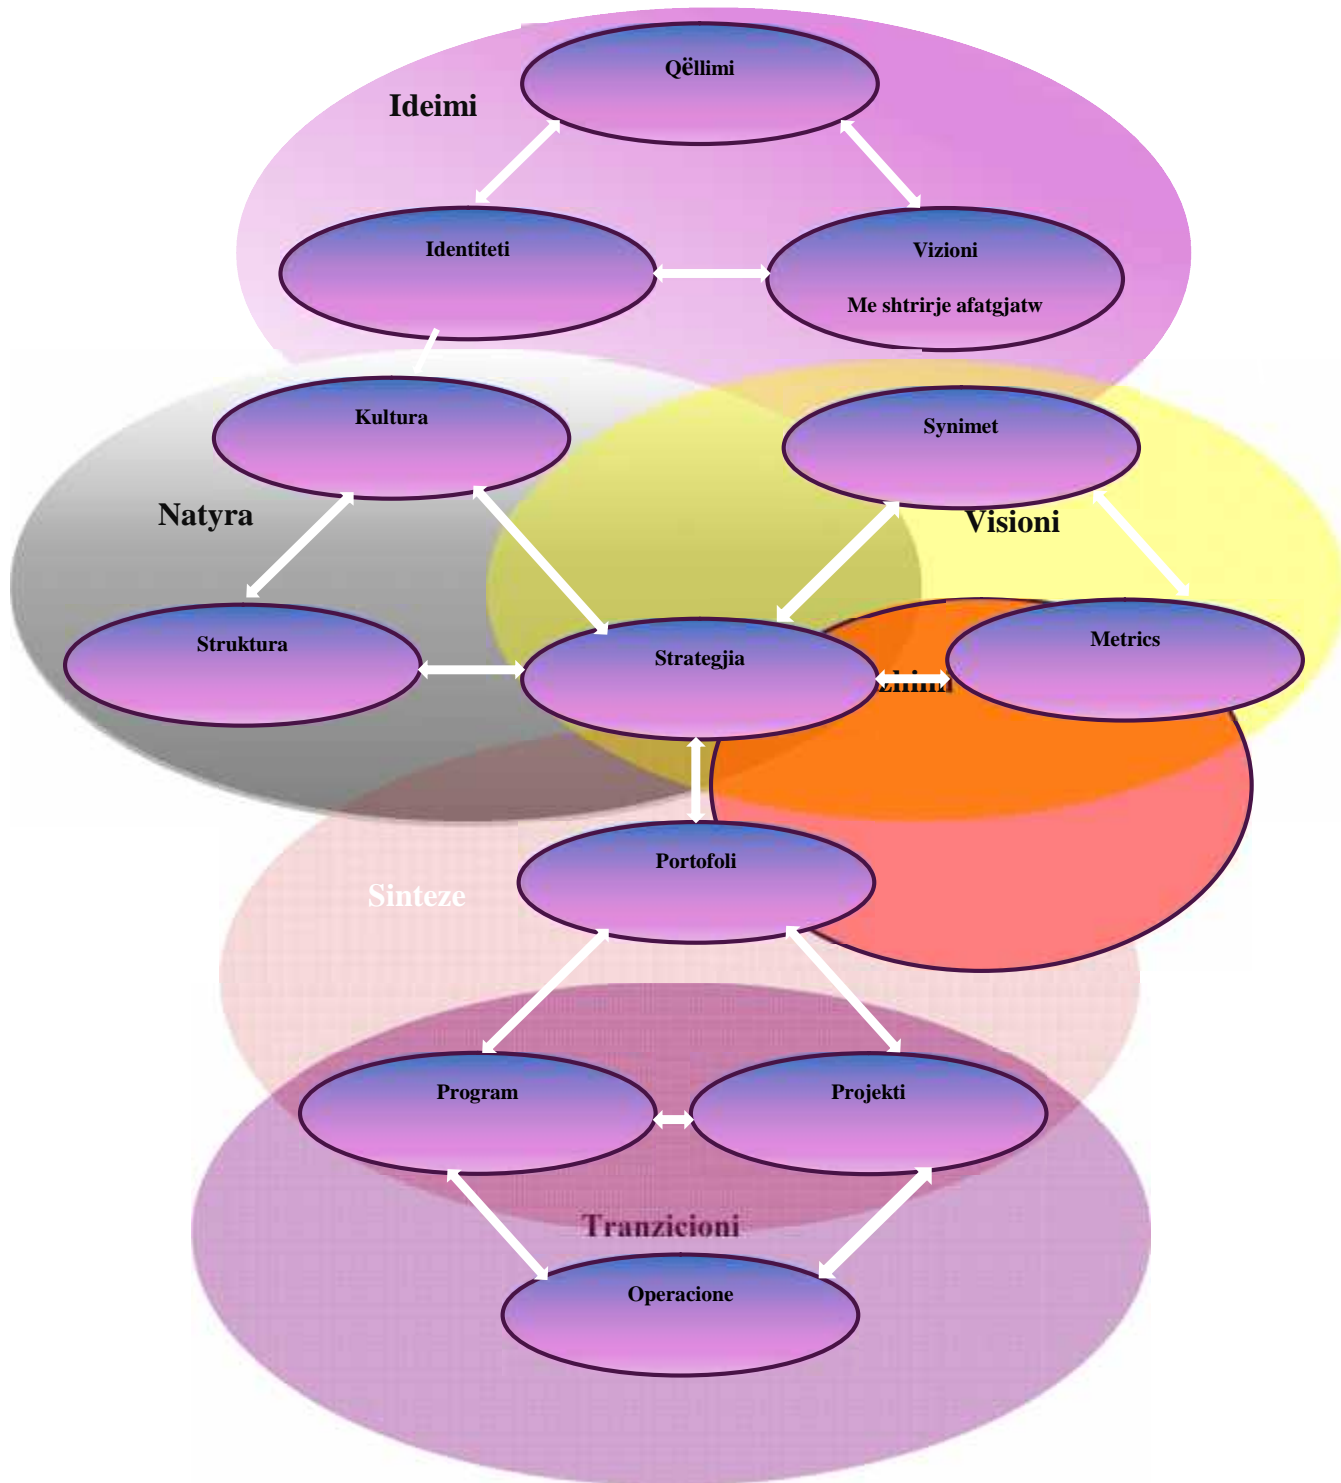 Qëllimi
Ideimi
Identiteti
Vizioni
Me shtrirje afatgjatw
Kultura
Synimet
Natyra
Visioni
Struktura
Strategjia
Metrics
Portofoli
Sinteze
Program
Projekti
Tranzicioni
Operacione